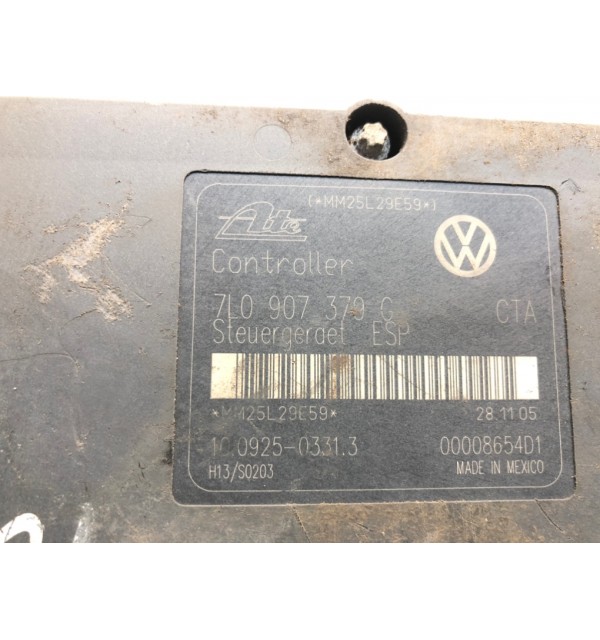 (*MM25L29E59*)
Ate
Controller
7L0 907 379 G CTA
Steuergeraet ESP
*MM25L29E59* 28.11.05
10.0925-0331.3 00008654D1
H13/S0203 MADE IN MEXICO